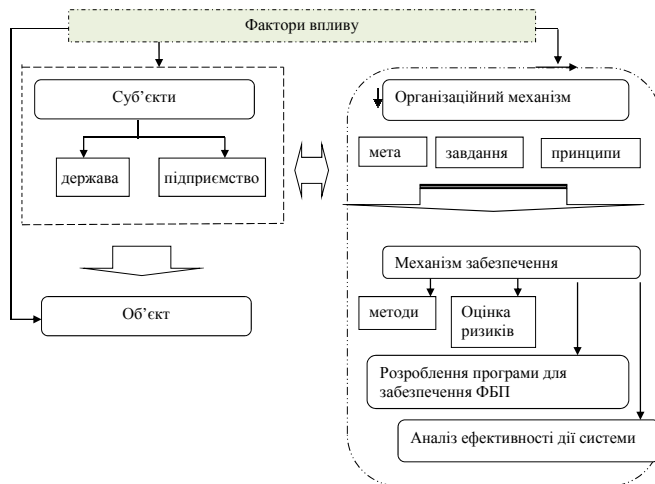 Фактори впливу
Суб’єкти
держава
підприємство
Об’єкт
Організаційний механізм
мета
завдання
принципи
Механізм забезпечення
методи
Оцінка
ризиків
Розроблення програми для
забезпечення ФБП
Аналіз ефективності дії системи